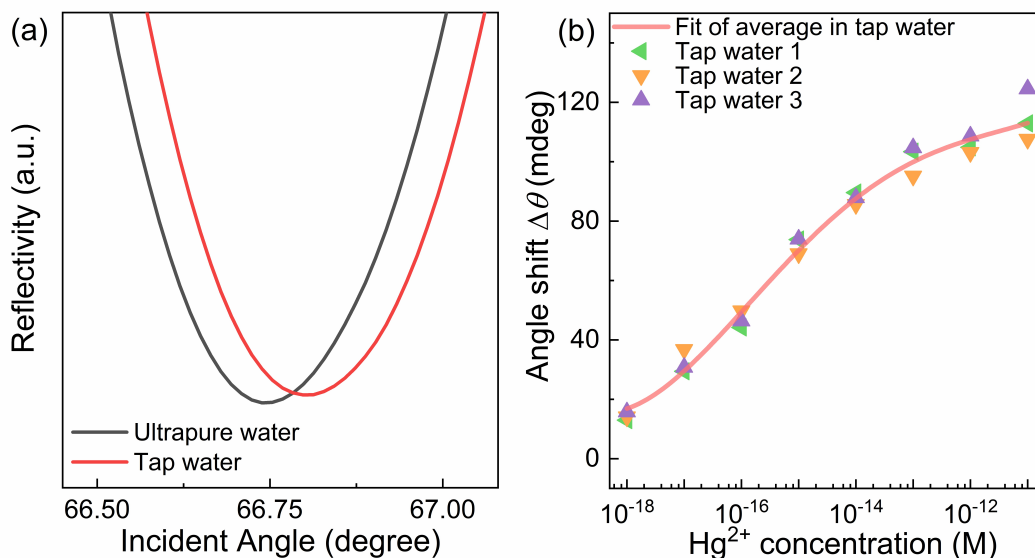 (a)
Reflectivity (a.u.)
Ultrapure water
Tap water
66.50
66.75
67.00
Incident Angle (degree)
(b)
Fit of average in tap water
Tap water 1
Tap water 2
Tap water 3
Angle shift Δθ (mdeg)
120
80
40
0
10⁻¹⁸
10⁻¹⁶
10⁻¹⁴
10⁻¹²
Hg²⁺ concentration (M)